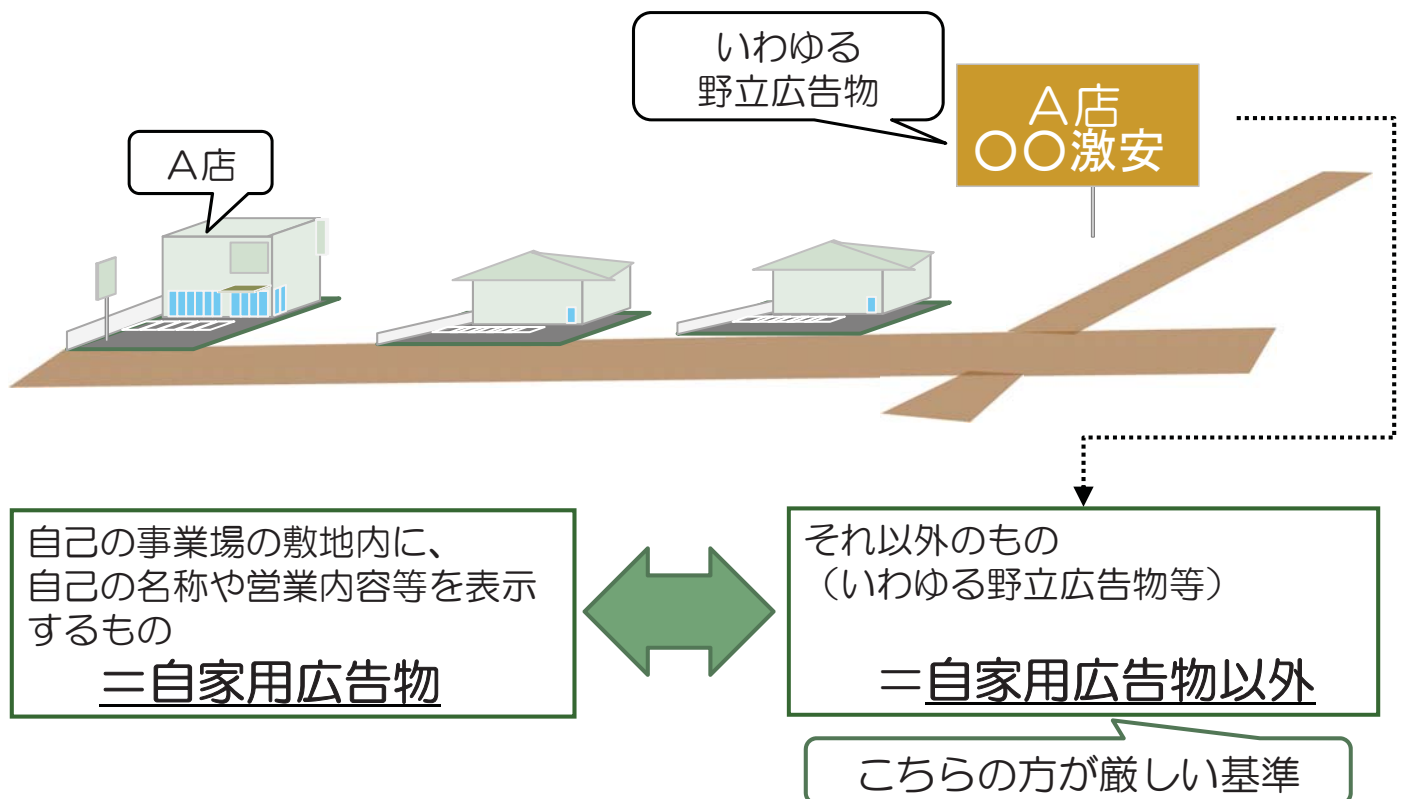 いわゆる
野立広告物
A店
〇〇激安
A店
自己の事業場の敷地内に、
自己の名称や営業内容等を表示
するもの
＝自家用広告物
それ以外のもの
（いわゆる野立広告物等）
＝自家用広告物以外
こちらの方が厳しい基準